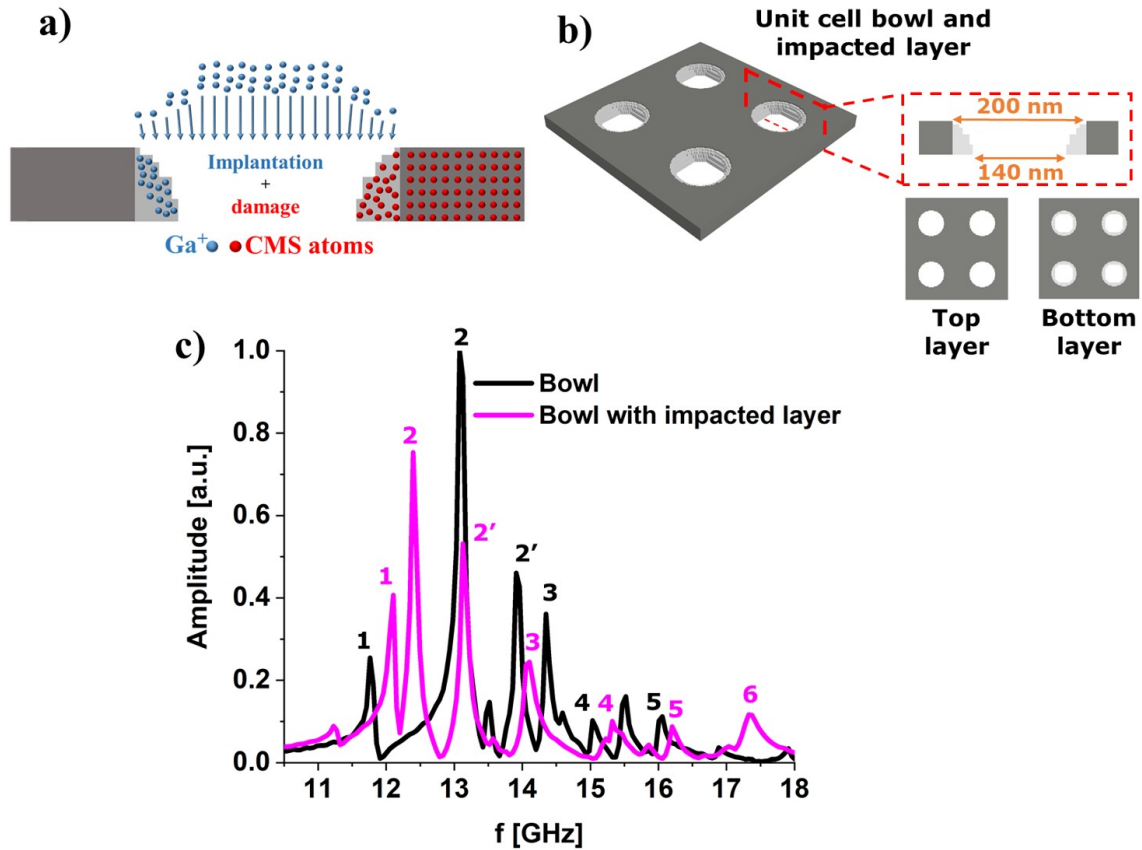 a)
Implantation
+
damage
Ga+ CMS atoms
b)
Unit cell bowl and
impacted layer
200 nm
140 nm
Top
layer
Bottom
layer
c)
Bowl
Bowl with impacted layer
1
2
2′
3
4
5
1
2
2′
3
4
5
6
Amplitude [a.u.]
1.0
0.8
0.6
0.4
0.2
0.0
11 12 13 14 15 16 17 18
f [GHz]